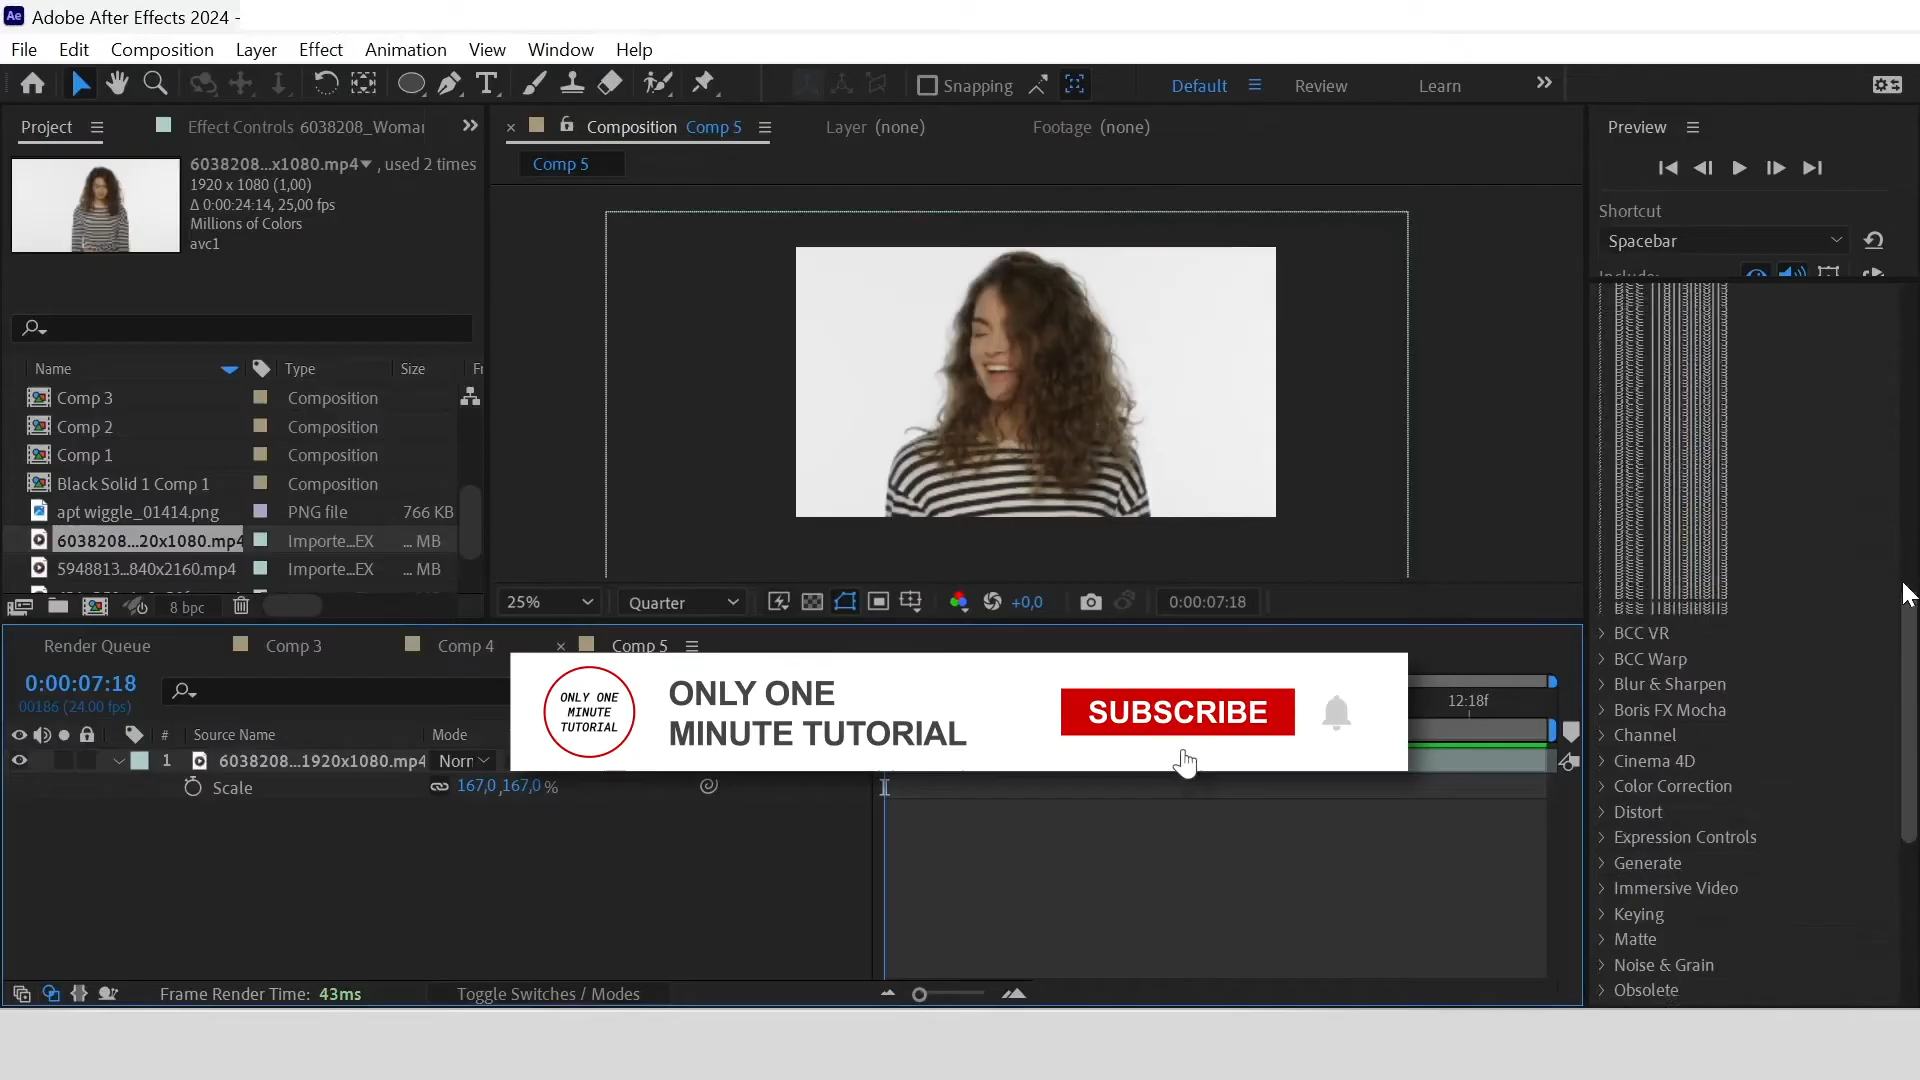 Ae Adobe After Effects 2024 -
File Edit Composition Layer Effect Animation View Window Help
Snapping Default Review Learn
Project Effect Controls 6038208_Woman
Composition Comp 5 Layer (none) Footage (none)
Preview
6038208...x1080.mp4 , used 2 times
1920 x 1080 (1,00)
Δ 0:00:24:14, 25,00 fps
Millions of Colors
avc1
Comp 5
Shortcut
Spacebar
Include:
Name Type Size Fr
Comp 3 Composition
Comp 2 Composition
Comp 1 Composition
Black Solid 1 Comp 1 Composition
apt wiggle_01414.png PNG file 766 KB
6038208...20x1080.mp4 Importe...EX ... MB
5948813...840x2160.mp4 Importe...EX ... MB
8 bpc
25% Quarter +0,0 0:00:07:18
Render Queue Comp 3 Comp 4 × Comp 5
0:00:07:18
00186 (24.00 fps)
12:18f
# Source Name Mode
1 6038208...1920x1080.mp4 Norn
Scale 167,0,167,0 %
ONLY ONE
MINUTE
TUTORIAL
ONLY ONE
MINUTE TUTORIAL
SUBSCRIBE
Frame Render Time: 43ms Toggle Switches / Modes
BCC VR
BCC Warp
Blur & Sharpen
Boris FX Mocha
Channel
Cinema 4D
Color Correction
Distort
Expression Controls
Generate
Immersive Video
Keying
Matte
Noise & Grain
Obsolete